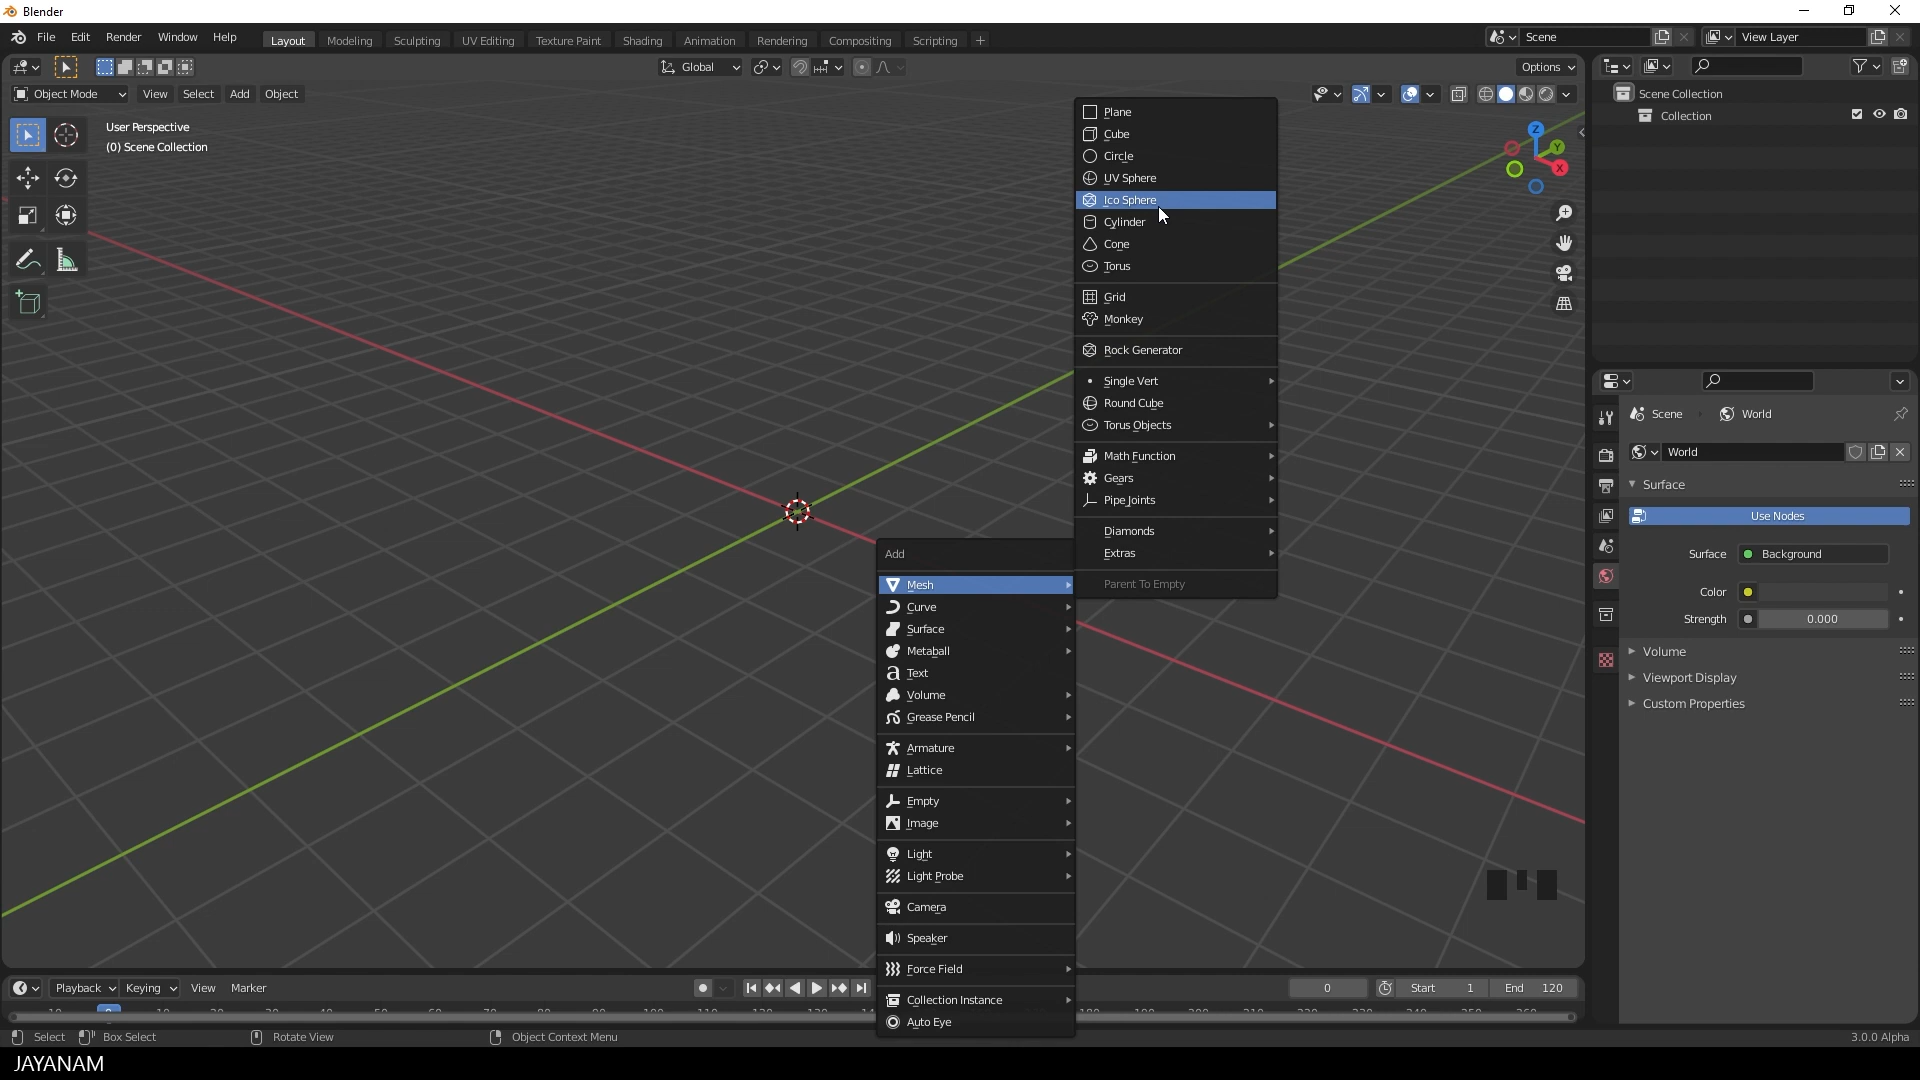 Blender
File Edit Render Window Help
Layout Modeling Sculpting UV Editing Texture Paint Shading Animation Rendering Compositing Scripting +
Scene View Layer
Global
Options
Object Mode View Select Add Object
User Perspective
(0) Scene Collection
Z
Y
X
Plane
Cube
Circle
UV Sphere
Ico Sphere
Cylinder
Cone
Torus
Grid
Monkey
Rock Generator
Single Vert
Round Cube
Torus Objects
Math Function
Gears
Pipe Joints
Diamonds
Extras
Parent To Empty
Add
Mesh
Curve
Surface
Metaball
Text
Volume
Grease Pencil
Armature
Lattice
Empty
Image
Light
Light Probe
Camera
Speaker
Force Field
Collection Instance
Auto Eye
Scene Collection
Collection
Scene World
World
Surface
Use Nodes
Surface Background
Color
Strength 0.000
Volume
Viewport Display
Custom Properties
Playback Keying View Marker
0 Start 1 End 120
Select Box Select Rotate View Object Context Menu
3.0.0 Alpha
JAYANAM